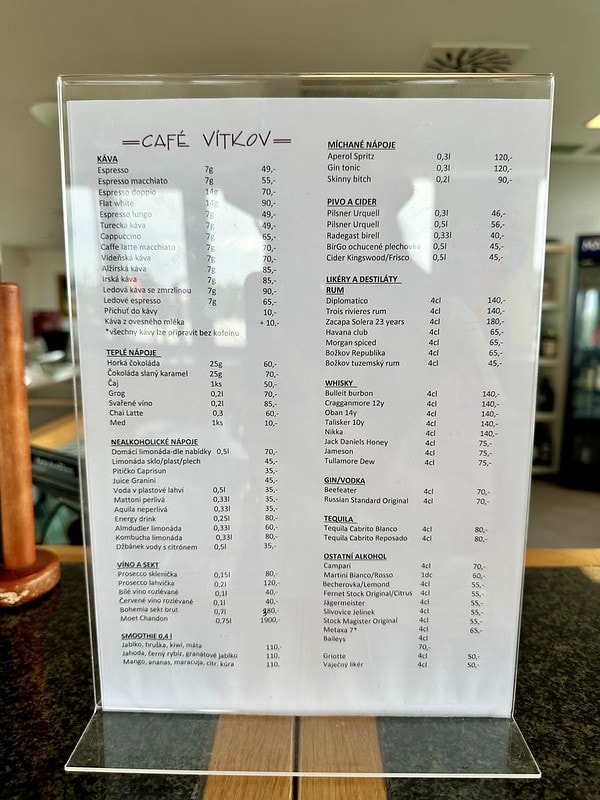 CAFÉ VÍTKOV
KÁVA
Espresso 7g 49,-
Espresso macchiato 7g 55,-
Espresso doppio 14g 70,-
Flat white 14g 90,-
Espresso lungo 7g 49,-
Turecká káva 7g 49,-
Cappuccino 7g 65,-
Caffe latte macchiato 7g 70,-
Vídeňská káva 7g 70,-
Alžírská káva 7g 85,-
Irská káva 7g 85,-
Ledová káva se zmrzlinou 7g 90,-
Ledové espresso 7g 65,-
Příchuť do kávy 10,-
Káva z ovesného mléka + 10,-
*všechny kávy lze připravit bez kofeinu
TEPLÉ NÁPOJE
Horká čokoláda 25g 60,-
Čokoláda slaný karamel 25g 70,-
Čaj 1ks 50,-
Grog 0,2l 70,-
Svařené víno 0,2l 85,-
Chai Latte 0,3 60,-
Med 1ks 10,-
NEALKOHOLICKÉ NÁPOJE
Domácí limonáda-dle nabídky 0,5l 70,-
Limonáda sklo/plast/plech 45,-
Pitíčko Caprisun 35,-
Juice Granini 45,-
Voda v plastové lahvi 0,5l 35,-
Mattoni perlivá 0,33l 35,-
Aquila neperlivá 0,33l 35,-
Energy drink 0,25l 80,-
Almdudler limonáda 0,33l 60,-
Kombucha limonáda 0,33l 80,-
Džbánek vody s citrónem 0,5l 35,-
VÍNO A SEKT
Prosecco sklenička 0,15l 80,-
Prosecco lahvička 0,2l 120,-
Bílé víno rozlévané 0,1l 40,-
Červené víno rozlévané 0,1l 40,-
Bohemia sekt brut 0,7l
Moet Chandon 0,75l 1900,-
SMOOTHIE 0,4 l
Jablko, hruška, kiwi, máta 110,-
Jahoda, černý rybíz, granátové jablko 110,
Mango, ananas, maracuja, citr. kúra 110,
MÍCHANÉ NÁPOJE
Aperol Spritz 0,3l 120,-
Gin tonic 0,3l 120,-
Skinny bitch 0,2l 90,-
PIVO A CIDER
Pilsner Urquell 0,3l 46,-
Pilsner Urquell 0,5l 56,-
Radegast birell 0,33l 40,-
BirGo ochucené plechovka 0,5l 45,-
Cider Kingswood/Frisco 0,5l 45,-
LIKÉRY A DESTILÁTY
RUM
Diplomatico 4cl 140,-
Trois rivieres rum 4cl 140,-
Zacapa Solera 23 years 4cl 180,-
Havana club 4cl 65,-
Morgan spiced 4cl 65,-
Božkov Republika 4cl 65,-
Božkov tuzemský rum 4cl 45,-
WHISKY
Bulleit burbon 4cl 140,-
Cragganmore 12y 4cl 140,-
Oban 14y 4cl 140,-
Talisker 10y 4cl 140,-
Nikka 4cl 140,-
Jack Daniels Honey 4cl 75,-
Jameson 4cl 75,-
Tullamore Dew 4cl 75,-
GIN/VODKA
Beefeater 4cl 70,-
Russian Standard Original 4cl 70,-
TEQUILA
Tequila Cabrito Blanco 4cl 80,-
Tequila Cabrito Reposado 4cl 80,-
OSTATNÍ ALKOHOL
Campari 4cl 70,-
Martini Bianco/Rosso 1dc 60,-
Becherovka/Lemond 4cl 55,-
Fernet Stock Original/Citrus 4cl 55,-
Jägermeister 4cl 55,-
Slivovice Jelínek 4cl 55,-
Stock Magister Original 4cl 55,-
Metaxa 7* 4cl 65,-
Baileys 4cl
70,-
Griotte 4cl 50,-
Vaječný likér 4cl 50,-